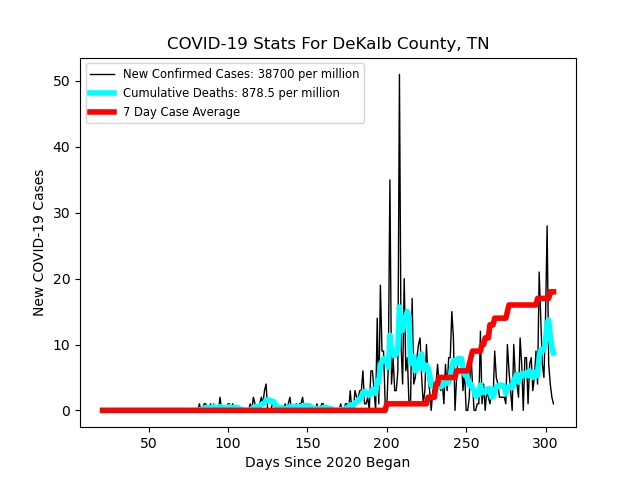 COVID-19 Stats For DeKalb County, TN
New Confirmed Cases: 38700 per million
Cumulative Deaths: 878.5 per million
7 Day Case Average
New COVID-19 Cases
50
40
30
20
10
0
50 100 150 200 250 300
Days Since 2020 Began